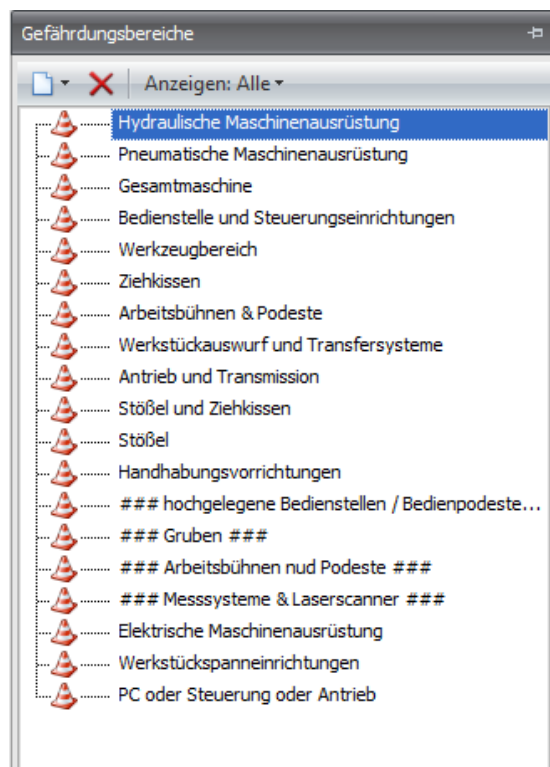 Gefährdungsbereiche
Anzeigen: Alle
Hydraulische Maschinenausrüstung
Pneumatische Maschinenausrüstung
Gesamtmaschine
Bedienstelle und Steuerungseinrichtungen
Werkzeugbereich
Ziehkissen
Arbeitsbühnen & Podeste
Werkstückauswurf und Transfersysteme
Antrieb und Transmission
Stößel und Ziehkissen
Stößel
Handhabungsvorrichtungen
### hochgelegene Bedienstellen / Bedienpodeste...
### Gruben ###
### Arbeitsbühnen nud Podeste ###
### Messsysteme & Laserscanner ###
Elektrische Maschinenausrüstung
Werkstückspanneinrichtungen
PC oder Steuerung oder Antrieb